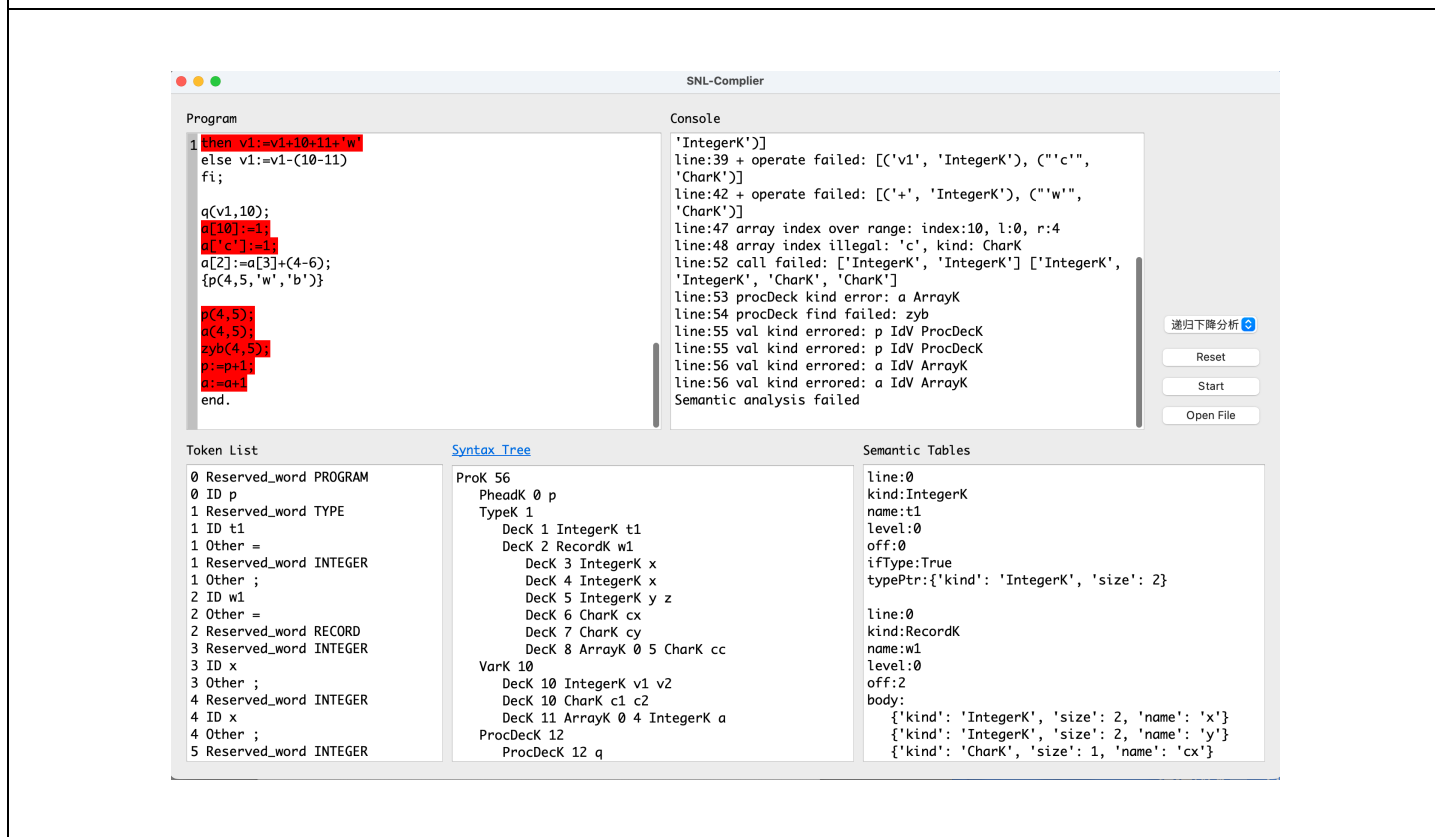 SNL-Complier
Program
1 then v1:=v1+10+11+'w'
else v1:=v1-(10-11)
fi;
q(v1,10);
a[10]:=1;
a['c']:=1;
a[2]:=a[3]+(4-6);
{p(4,5,'w','b')}
p(4,5);
a(4,5);
zyb(4,5);
p:=p+1;
a:=a+1
end.
Console
'IntegerK')]
line:39 + operate failed: [('v1', 'IntegerK'), ("'c'",
'CharK')]
line:42 + operate failed: [('+', 'IntegerK'), ("'w'",
'CharK')]
line:47 array index over range: index:10, l:0, r:4
line:48 array index illegal: 'c', kind: CharK
line:52 call failed: ['IntegerK', 'IntegerK'] ['IntegerK',
'IntegerK', 'CharK', 'CharK']
line:53 procDeck kind error: a ArrayK
line:54 procDeck find failed: zyb
line:55 val kind errored: p IdV ProcDecK
line:55 val kind errored: p IdV ProcDecK
line:56 val kind errored: a IdV ArrayK
line:56 val kind errored: a IdV ArrayK
Semantic analysis failed
递归下降分析
Reset
Start
Open File
Token List
0 Reserved_word PROGRAM
0 ID p
1 Reserved_word TYPE
1 ID t1
1 Other =
1 Reserved_word INTEGER
1 Other ;
2 ID w1
2 Other =
2 Reserved_word RECORD
3 Reserved_word INTEGER
3 ID x
3 Other ;
4 Reserved_word INTEGER
4 ID x
4 Other ;
5 Reserved_word INTEGER
Syntax Tree
ProK 56
PheadK 0 p
TypeK 1
DecK 1 IntegerK t1
DecK 2 RecordK w1
DecK 3 IntegerK x
DecK 4 IntegerK x
DecK 5 IntegerK y z
DecK 6 CharK cx
DecK 7 CharK cy
DecK 8 ArrayK 0 5 CharK cc
VarK 10
DecK 10 IntegerK v1 v2
DecK 10 CharK c1 c2
DecK 11 ArrayK 0 4 IntegerK a
ProcDecK 12
ProcDecK 12 q
Semantic Tables
line:0
kind:IntegerK
name:t1
level:0
off:0
ifType:True
typePtr:{'kind': 'IntegerK', 'size': 2}
line:0
kind:RecordK
name:w1
level:0
off:2
body:
{'kind': 'IntegerK', 'size': 2, 'name': 'x'}
{'kind': 'IntegerK', 'size': 2, 'name': 'y'}
{'kind': 'CharK', 'size': 1, 'name': 'cx'}